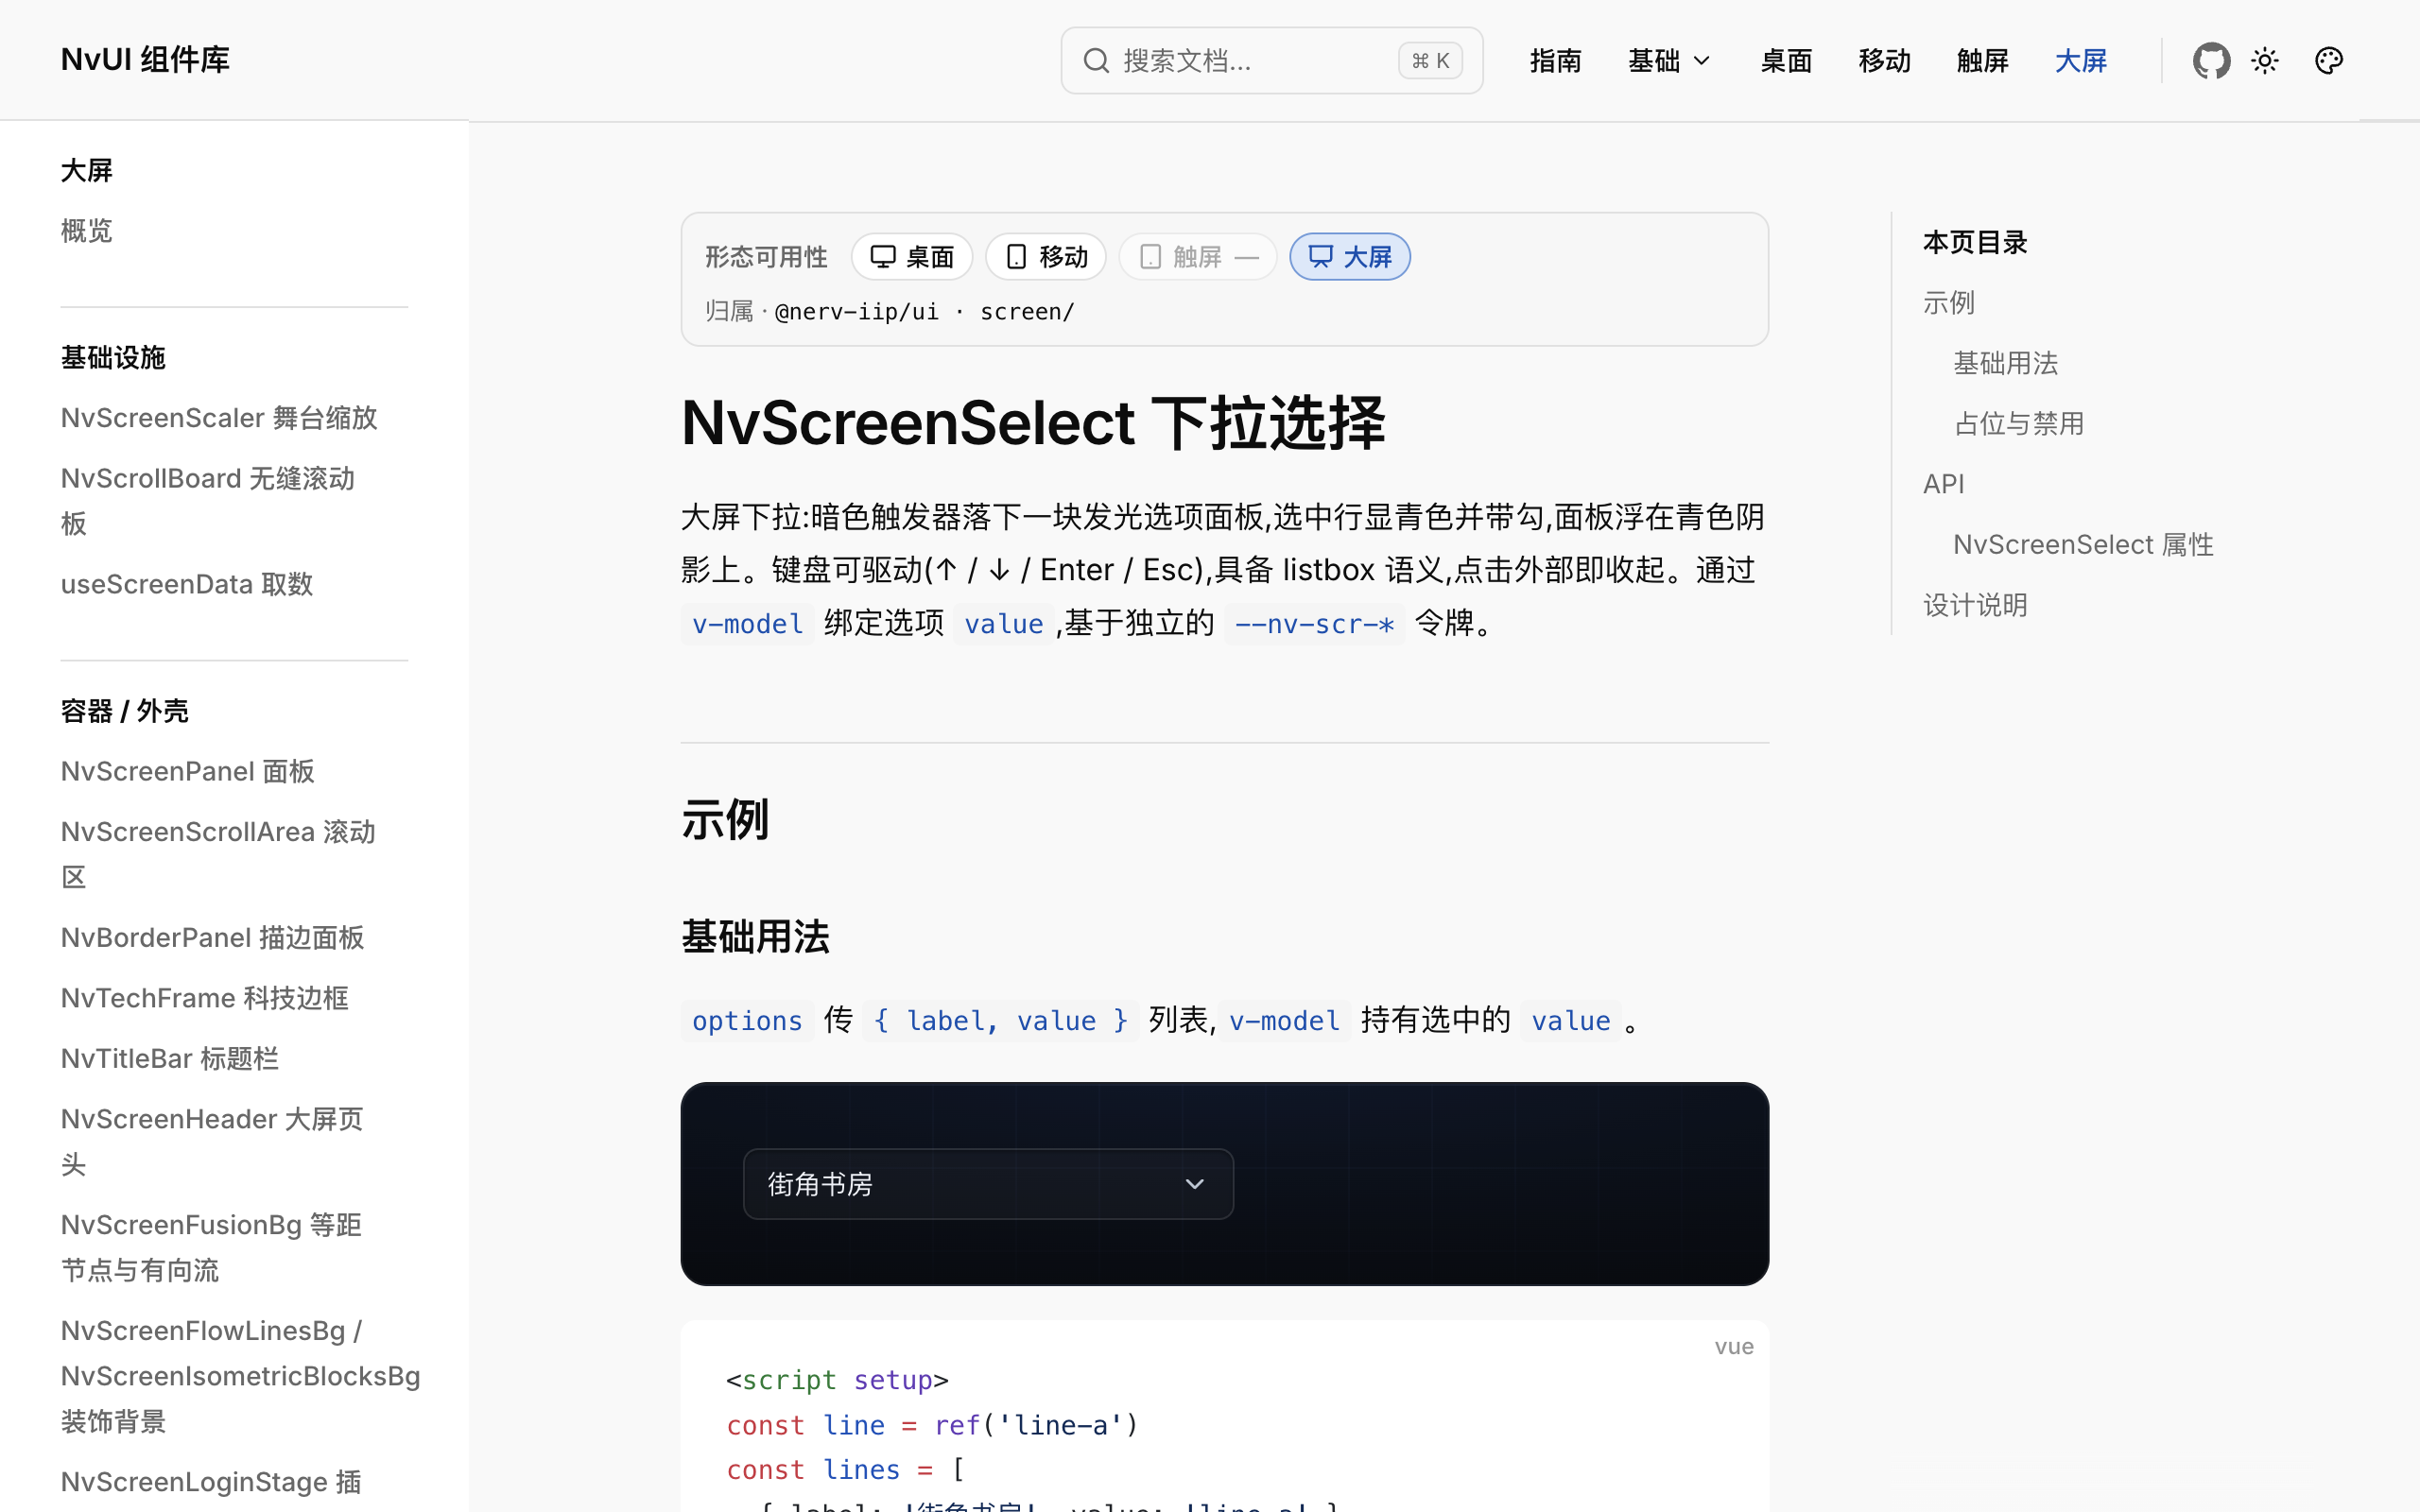 NvUI 组件库
搜索文档...
⌘ K
指南
基础
桌面
移动
触屏
大屏
大屏
概览
基础设施
NvScreenScaler 舞台缩放
NvScrollBoard 无缝滚动
板
useScreenData 取数
容器 / 外壳
NvScreenPanel 面板
NvScreenScrollArea 滚动
区
NvBorderPanel 描边面板
NvTechFrame 科技边框
NvTitleBar 标题栏
NvScreenHeader 大屏页
头
NvScreenFusionBg 等距
节点与有向流
NvScreenFlowLinesBg /
NvScreenIsometricBlocksBg
装饰背景
NvScreenLoginStage 插
形态可用性
桌面
移动
触屏 —
大屏
归属 · @nerv-iip/ui · screen/
NvScreenSelect 下拉选择
大屏下拉:暗色触发器落下一块发光选项面板,选中行显青色并带勾,面板浮在青色阴
影上。键盘可驱动(↑ / ↓ / Enter / Esc),具备 listbox 语义,点击外部即收起。通过
v-model 绑定选项 value ,基于独立的 --nv-scr-* 令牌。
示例
基础用法
options 传 { label, value } 列表, v-model 持有选中的 value 。
街角书房
vue
<script setup>
const line = ref('line-a')
const lines = [
{ label: '街角书房', value: 'line-a' }
本页目录
示例
基础用法
占位与禁用
API
NvScreenSelect 属性
设计说明